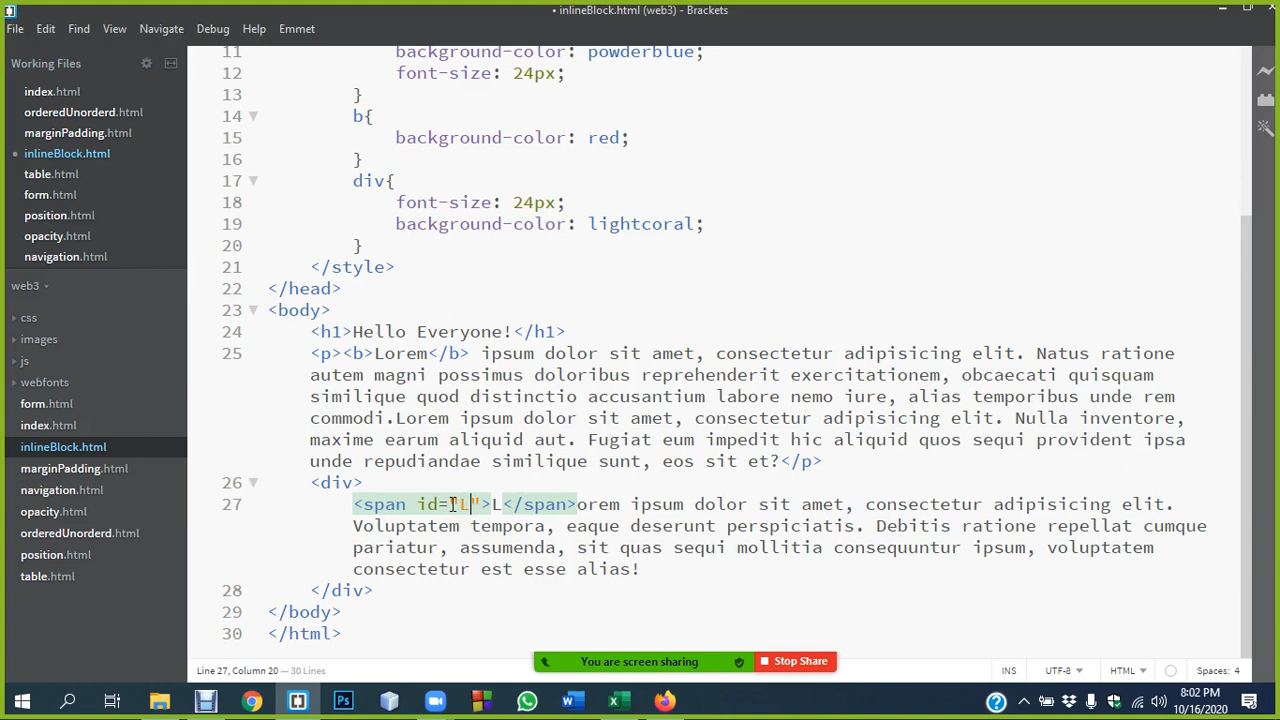 • inlineBlock.html (web3) - Brackets
File Edit Find View Navigate Debug Help Emmet
Working Files
index.html
orderedUnorderd.html
marginPadding.html
• inlineBlock.html
table.html
form.html
position.html
opacity.html
navigation.html
web3
css
images
js
webfonts
form.html
index.html
inlineBlock.html
marginPadding.html
navigation.html
orderedUnorderd.html
position.html
table.html
11 background-color: powderblue;
12 font-size: 24px;
13 }
14 b{
15 background-color: red;
16 }
17 div{
18 font-size: 24px;
19 background-color: lightcoral;
20 }
21 </style>
22 </head>
23 <body>
24 <h1>Hello Everyone!</h1>
25 <p><b>Lorem</b> ipsum dolor sit amet, consectetur adipisicing elit. Natus ratione
autem magni possimus doloribus reprehenderit exercitationem, obcaecati quisquam
similique quod distinctio accusantium labore nemo iure, alias temporibus unde rem
commodi.Lorem ipsum dolor sit amet, consectetur adipisicing elit. Nulla inventore,
maxime earum aliquid aut. Fugiat eum impedit hic aliquid quos sequi provident ipsa
unde repudiandae similique sunt, eos sit et?</p>
26 <div>
27 <span id="L">L</span>orem ipsum dolor sit amet, consectetur adipisicing elit.
Voluptatem tempora, eaque deserunt perspiciatis. Debitis ratione repellat cumque
pariatur, assumenda, sit quas sequi mollitia consequuntur ipsum, voluptatem
consectetur est esse alias!
28 </div>
29 </body>
30 </html>
You are screen sharing Stop Share
Line 27, Column 20 — 30 Lines INS UTF-8 HTML Spaces: 4
8:02 PM
10/16/2020